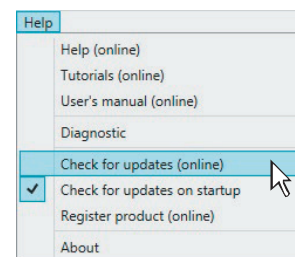 Help
Help (online)
Tutorials (online)
User's manual (online)
Diagnostic
Check for updates (online)
Check for updates on startup
Register product (online)
About